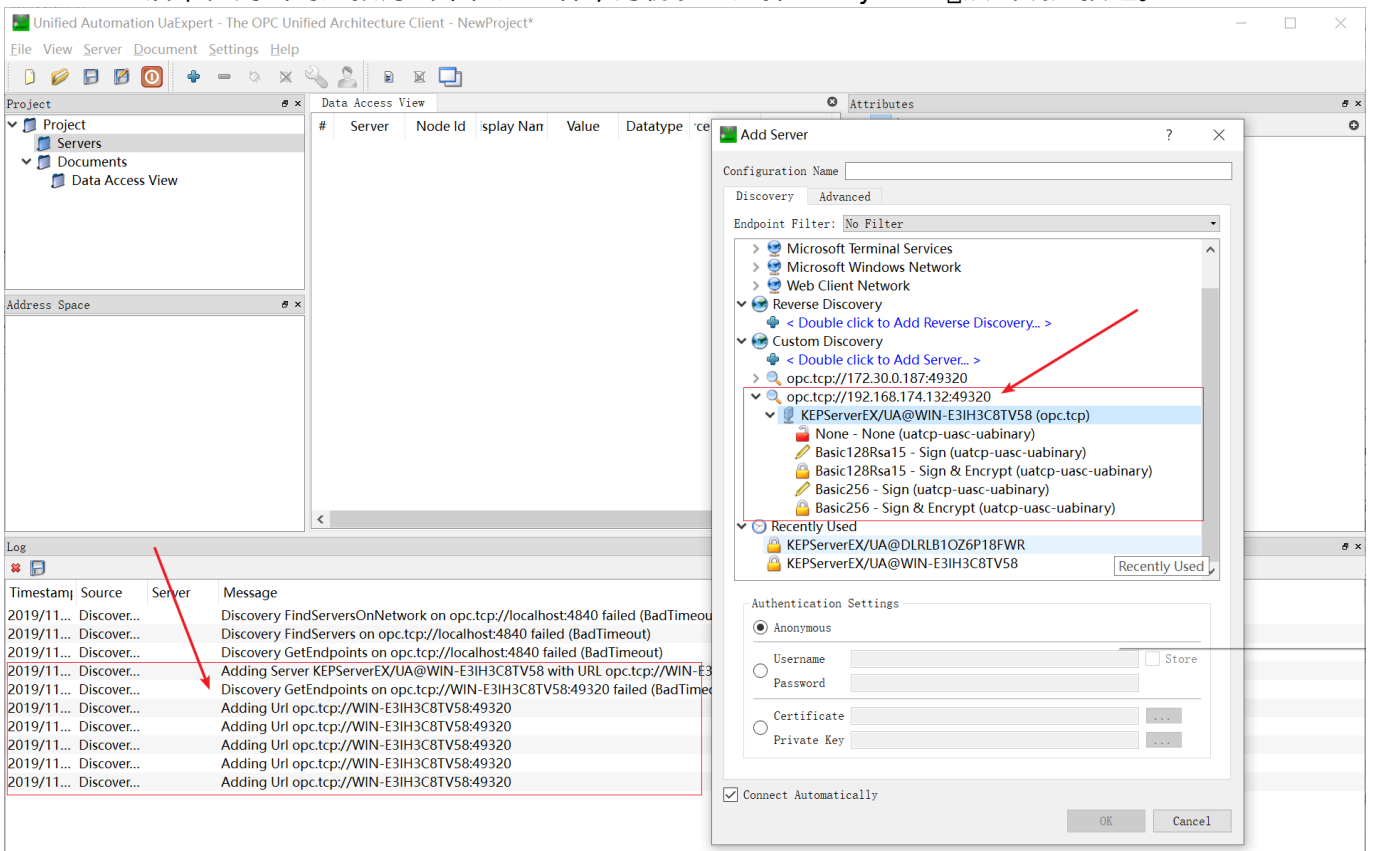 Unified Automation UaExpert - The OPC Unified Architecture Client - NewProject*
File View Server Document Settings Help
Project
Project
Servers
Documents
Data Access View
Address Space
Data Access View
# Server Node Id Display Nam Value Datatype
Attributes
Add Server
Configuration Name
Discovery Advanced
Endpoint Filter: No Filter
Microsoft Terminal Services
Microsoft Windows Network
Web Client Network
Reverse Discovery
< Double click to Add Reverse Discovery... >
Custom Discovery
< Double click to Add Server... >
opc.tcp://172.30.0.187:49320
opc.tcp://192.168.174.132:49320
KEPServerEX/UA@WIN-E3IH3C8TV58 (opc.tcp)
None - None (uatcp-uasc-uabinary)
Basic128Rsa15 - Sign (uatcp-uasc-uabinary)
Basic128Rsa15 - Sign & Encrypt (uatcp-uasc-uabinary)
Basic256 - Sign (uatcp-uasc-uabinary)
Basic256 - Sign & Encrypt (uatcp-uasc-uabinary)
Recently Used
KEPServerEX/UA@DLRLB1OZ6P18FWR
KEPServerEX/UA@WIN-E3IH3C8TV58
Recently Used
Authentication Settings
Anonymous
Username
Store
Password
Certificate ...
Private Key ...
Connect Automatically
OK Cancel
Log
Timestamp Source Server Message
2019/11... Discover... Discovery FindServersOnNetwork on opc.tcp://localhost:4840 failed (BadTimeou
2019/11... Discover... Discovery FindServers on opc.tcp://localhost:4840 failed (BadTimeout)
2019/11... Discover... Discovery GetEndpoints on opc.tcp://localhost:4840 failed (BadTimeout)
2019/11... Discover... Adding Server KEPServerEX/UA@WIN-E3IH3C8TV58 with URL opc.tcp://WIN-E3
2019/11... Discover... Discovery GetEndpoints on opc.tcp://WIN-E3IH3C8TV58:49320 failed (BadTimec
2019/11... Discover... Adding Url opc.tcp://WIN-E3IH3C8TV58:49320
2019/11... Discover... Adding Url opc.tcp://WIN-E3IH3C8TV58:49320
2019/11... Discover... Adding Url opc.tcp://WIN-E3IH3C8TV58:49320
2019/11... Discover... Adding Url opc.tcp://WIN-E3IH3C8TV58:49320
2019/11... Discover... Adding Url opc.tcp://WIN-E3IH3C8TV58:49320